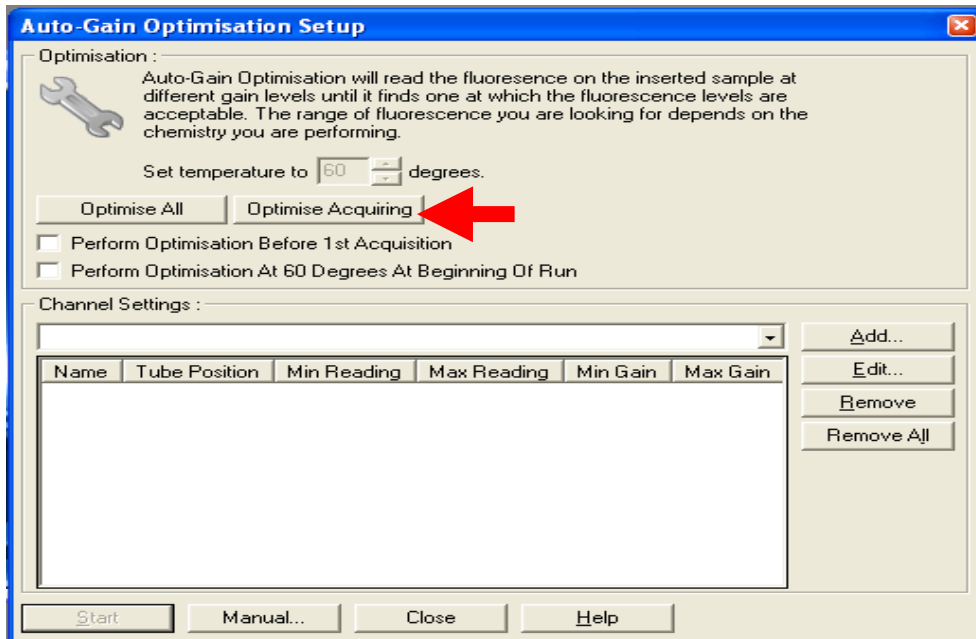 Auto-Gain Optimisation Setup
Optimisation :
Auto-Gain Optimisation will read the fluoresence on the inserted sample at
different gain levels until it finds one at which the fluorescence levels are
acceptable. The range of fluorescence you are looking for depends on the
chemistry you are performing.
Set temperature to 60 degrees.
Optimise All Optimise Acquiring
Perform Optimisation Before 1st Acquisition
Perform Optimisation At 60 Degrees At Beginning Of Run
Channel Settings :
Add...
Name Tube Position Min Reading Max Reading Min Gain Max Gain
Edit...
Remove
Remove All
Start Manual... Close Help